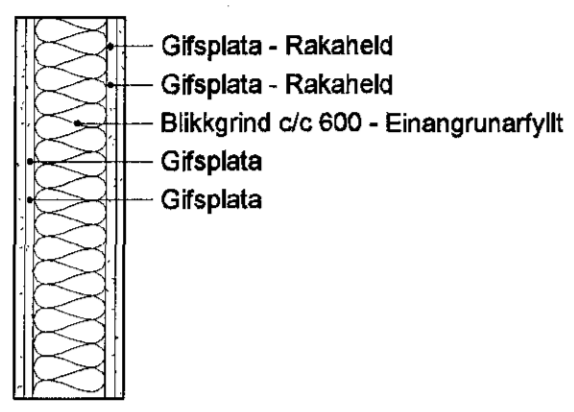 Gifsplata - Rakaheld
Gifsplata - Rakaheld
Blikkgrind c/c 600 - Einangrunarfyllt
Gifsplata
Gifsplata